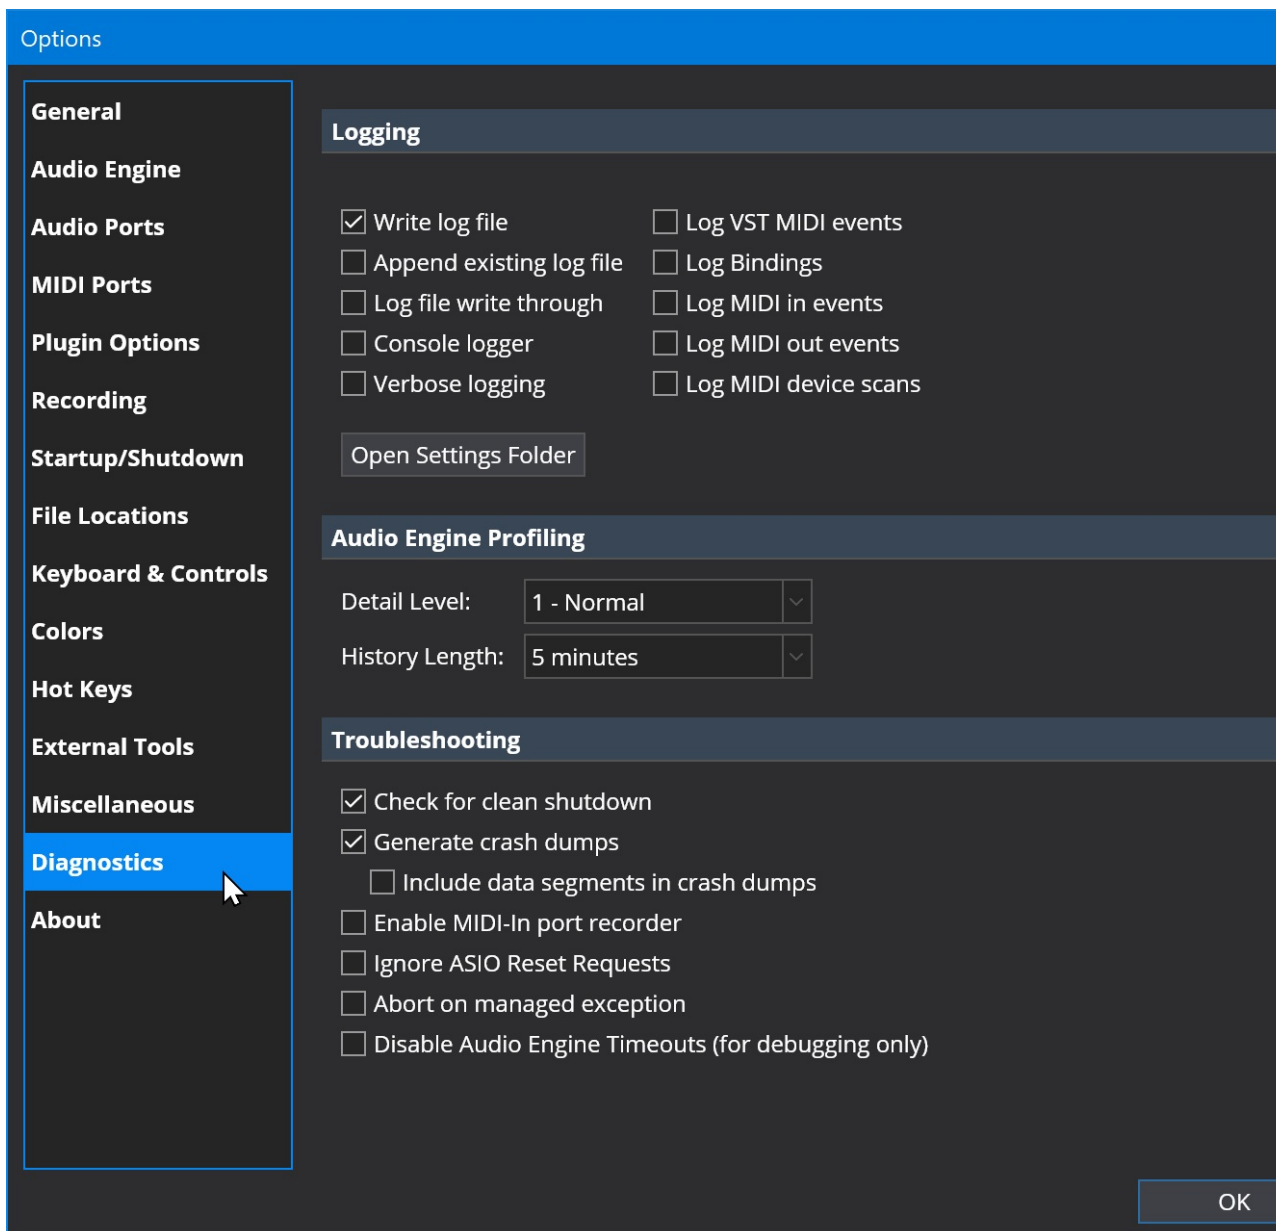 Options
General
Audio Engine
Audio Ports
MIDI Ports
Plugin Options
Recording
Startup/Shutdown
File Locations
Keyboard & Controls
Colors
Hot Keys
External Tools
Miscellaneous
Diagnostics
About
Logging
Write log file
Append existing log file
Log file write through
Console logger
Verbose logging
Log VST MIDI events
Log Bindings
Log MIDI in events
Log MIDI out events
Log MIDI device scans
Open Settings Folder
Audio Engine Profiling
Detail Level: 1 - Normal
History Length: 5 minutes
Troubleshooting
Check for clean shutdown
Generate crash dumps
Include data segments in crash dumps
Enable MIDI-In port recorder
Ignore ASIO Reset Requests
Abort on managed exception
Disable Audio Engine Timeouts (for debugging only)
OK